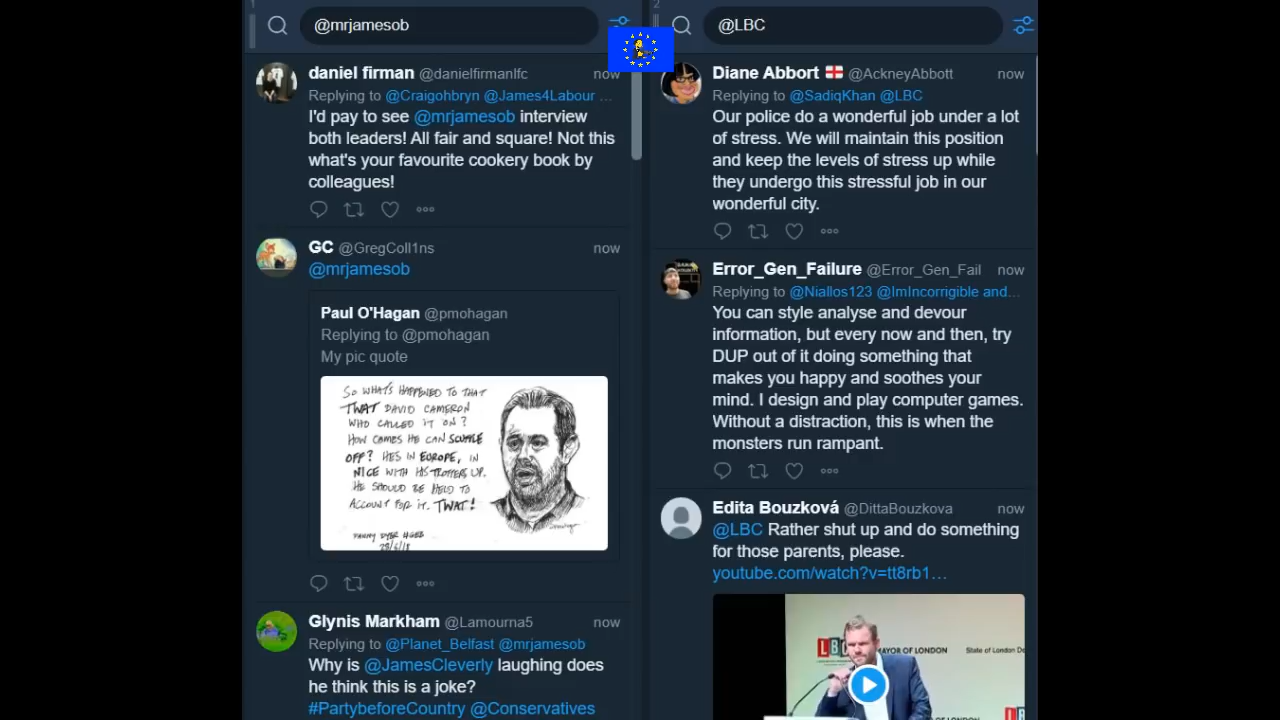 1
@mrjamesob
daniel firman @danielfirmanlfc now
Replying to @Craigohbryn @James4Labour ...
I'd pay to see @mrjamesob interview
both leaders! All fair and square! Not this
what's your favourite cookery book by
colleagues!
GC @GregColl1ns now
@mrjamesob
Paul O'Hagan @pmohagan
Replying to @pmohagan
My pic quote
SO WHAT'S HAPPENED TO THAT
TWAT DAVID CAMERON
WHO CALLED IT ON?
HOW COMES HE CAN SCUTTLE
OFF? HE'S IN EUROPE, IN
NICE WITH HIS TROTTERS UP.
HE SHOULD BE HELD TO
ACCOUNT FOR IT. TWAT!
DANNY DYER
28/6/18
Glynis Markham @Lamourna5 now
Replying to @Planet_Belfast @mrjamesob
Why is @JamesCleverly laughing does
he think this is a joke?
#PartybeforeCountry @Conservatives
2
@LBC
Diane Abbort @AckneyAbbott now
Replying to @SadiqKhan @LBC
Our police do a wonderful job under a lot
of stress. We will maintain this position
and keep the levels of stress up while
they undergo this stressful job in our
wonderful city.
Error_Gen_Failure @Error_Gen_Fail now
Replying to @Niallos123 @ImIncorrigible and...
You can style analyse and devour
information, but every now and then, try
DUP out of it doing something that
makes you happy and soothes your
mind. I design and play computer games.
Without a distraction, this is when the
monsters run rampant.
Edita Bouzková @DittaBouzkova now
@LBC Rather shut up and do something
for those parents, please.
youtube.com/watch?v=tt8rb1…
LBC MAYOR OF LONDON State of London De
LB